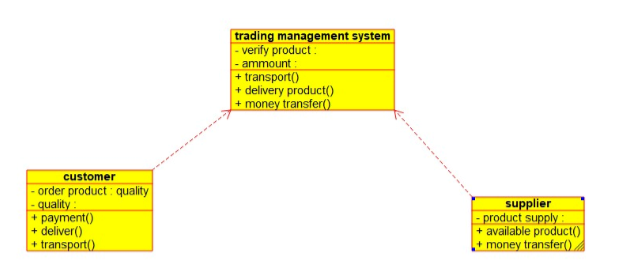 trading management system
- verify product :
- ammount :
+ transport()
+ delivery product()
+ money transfer()
customer
- order product : quality
- quality :
+ payment()
+ deliver()
+ transport()
supplier
- product supply :
+ available product()
+ money transfer()